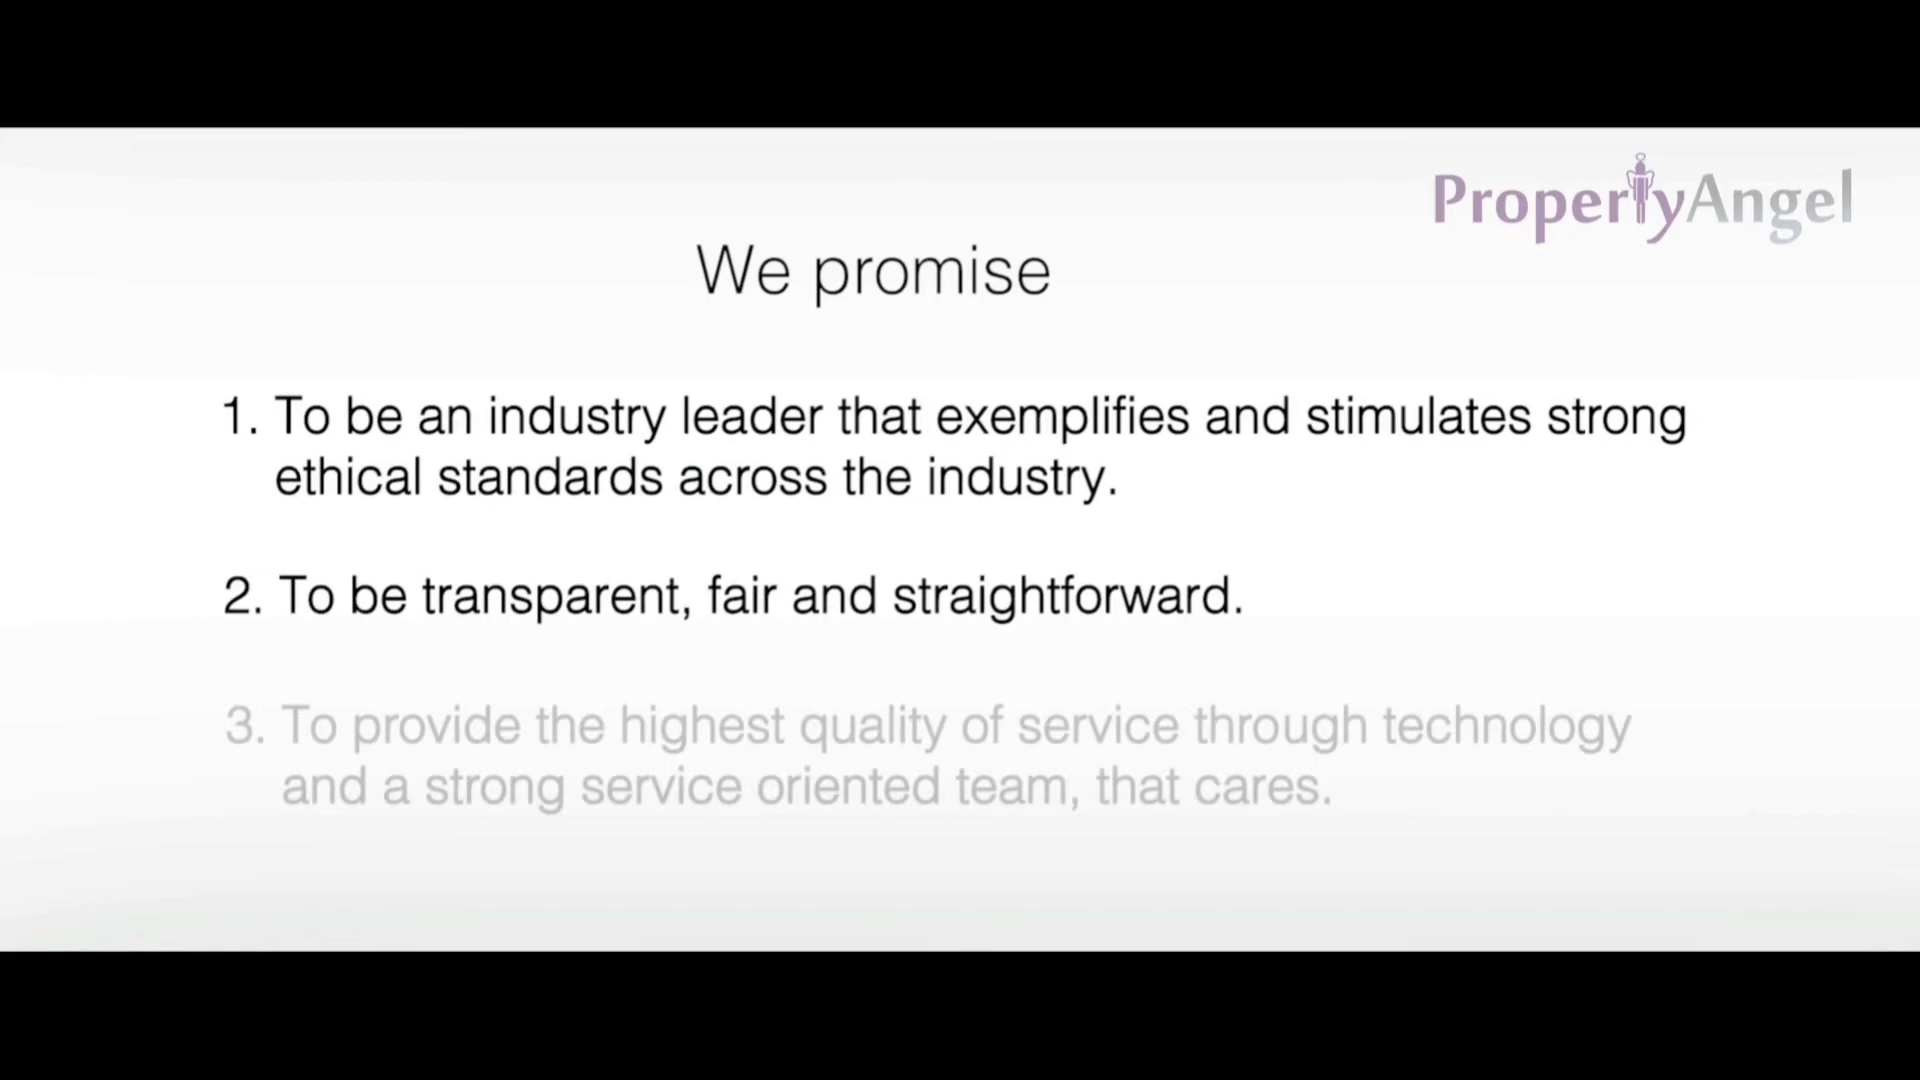 PropertyAngel
We promise
1. To be an industry leader that exemplifies and stimulates strong
ethical standards across the industry.
2. To be transparent, fair and straightforward.
3. To provide the highest quality of service through technology
and a strong service oriented team, that cares.